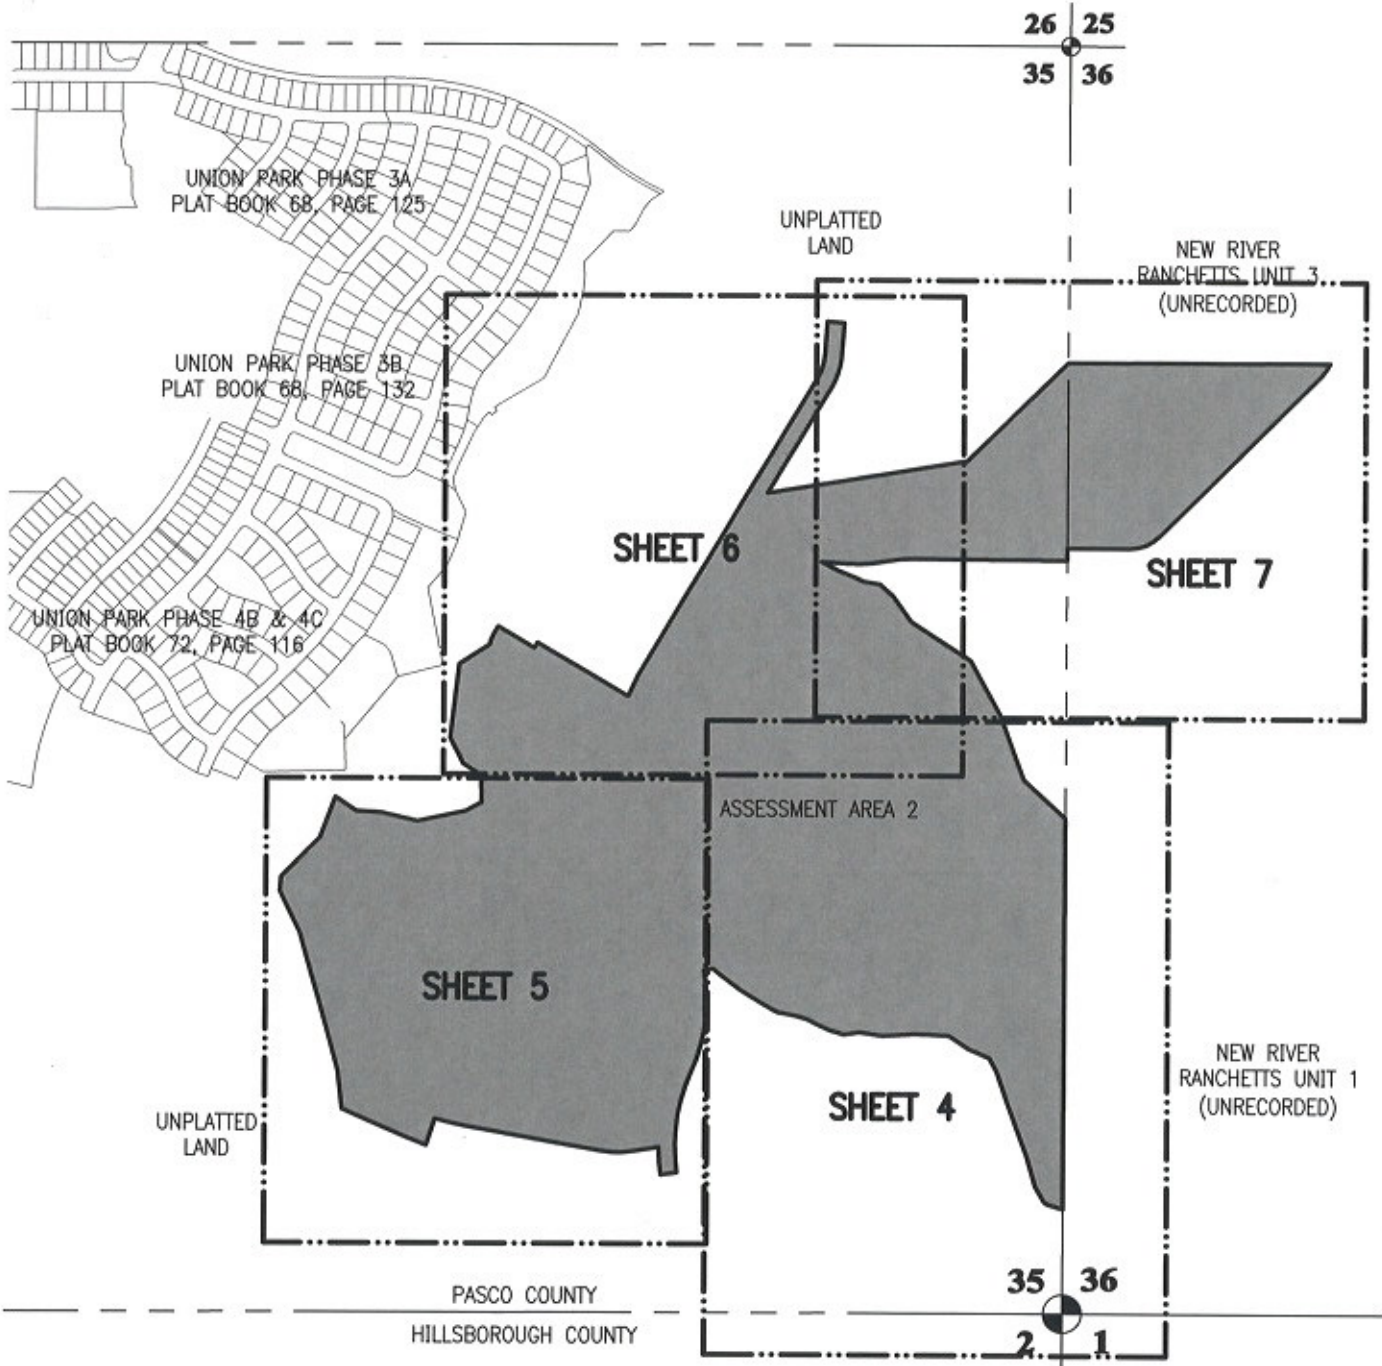 26 25
35 36
UNION PARK PHASE 3A
PLAT BOOK 68, PAGE 125
UNPLATTED
LAND
NEW RIVER
RANCHETTS UNIT 3
(UNRECORDED)
UNION PARK PHASE 3B
PLAT BOOK 68, PAGE 132
SHEET 6
SHEET 7
UNION PARK PHASE 4B & 4C
PLAT BOOK 72, PAGE 116
ASSESSMENT AREA 2
SHEET 5
SHEET 4
NEW RIVER
RANCHETTS UNIT 1
(UNRECORDED)
UNPLATTED
LAND
35 36
2 1
PASCO COUNTY
HILLSBOROUGH COUNTY